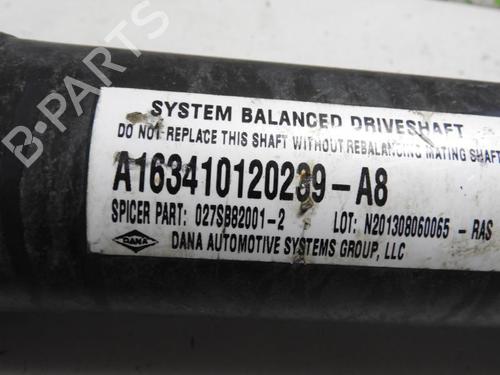 B-PARTS
SYSTEM BALANCED DRIVESHAFT
DO NOT REPLACE THIS SHAFT WITHOUT REBALANCING MATING SHAFT
A163410120239-A8
SPICER PART: 027SB82001-2 LOT: N201308060065 - RAS
DANA DANA AUTOMOTIVE SYSTEMS GROUP, LLC